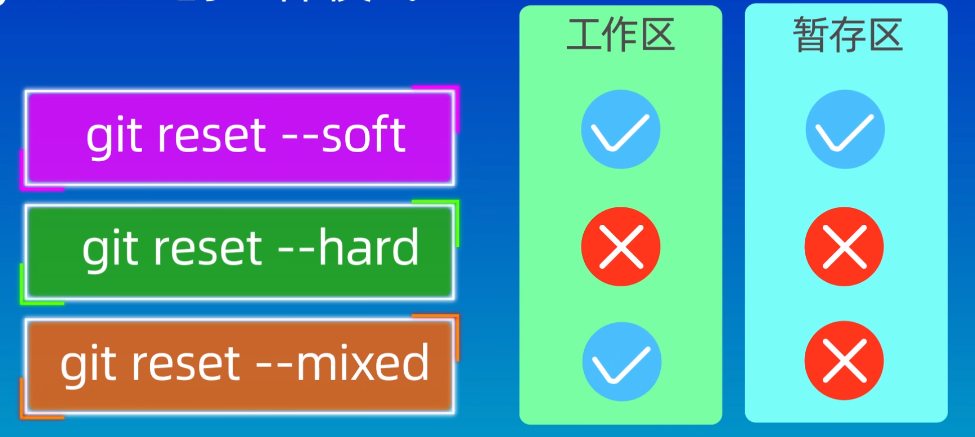 工作区 暂存区
git reset --soft
git reset --hard
git reset --mixed